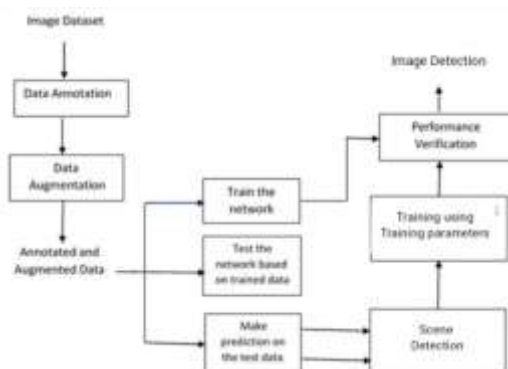 Image Dataset
Data Annotation
Data
Augmentation
Annotated and
Augmented Data
Train the
network
Test the
network based
on trained data
Make
prediction on
the test data
Image Detection
Performance
Verification
Training using
Training parameters
Scene
Detection